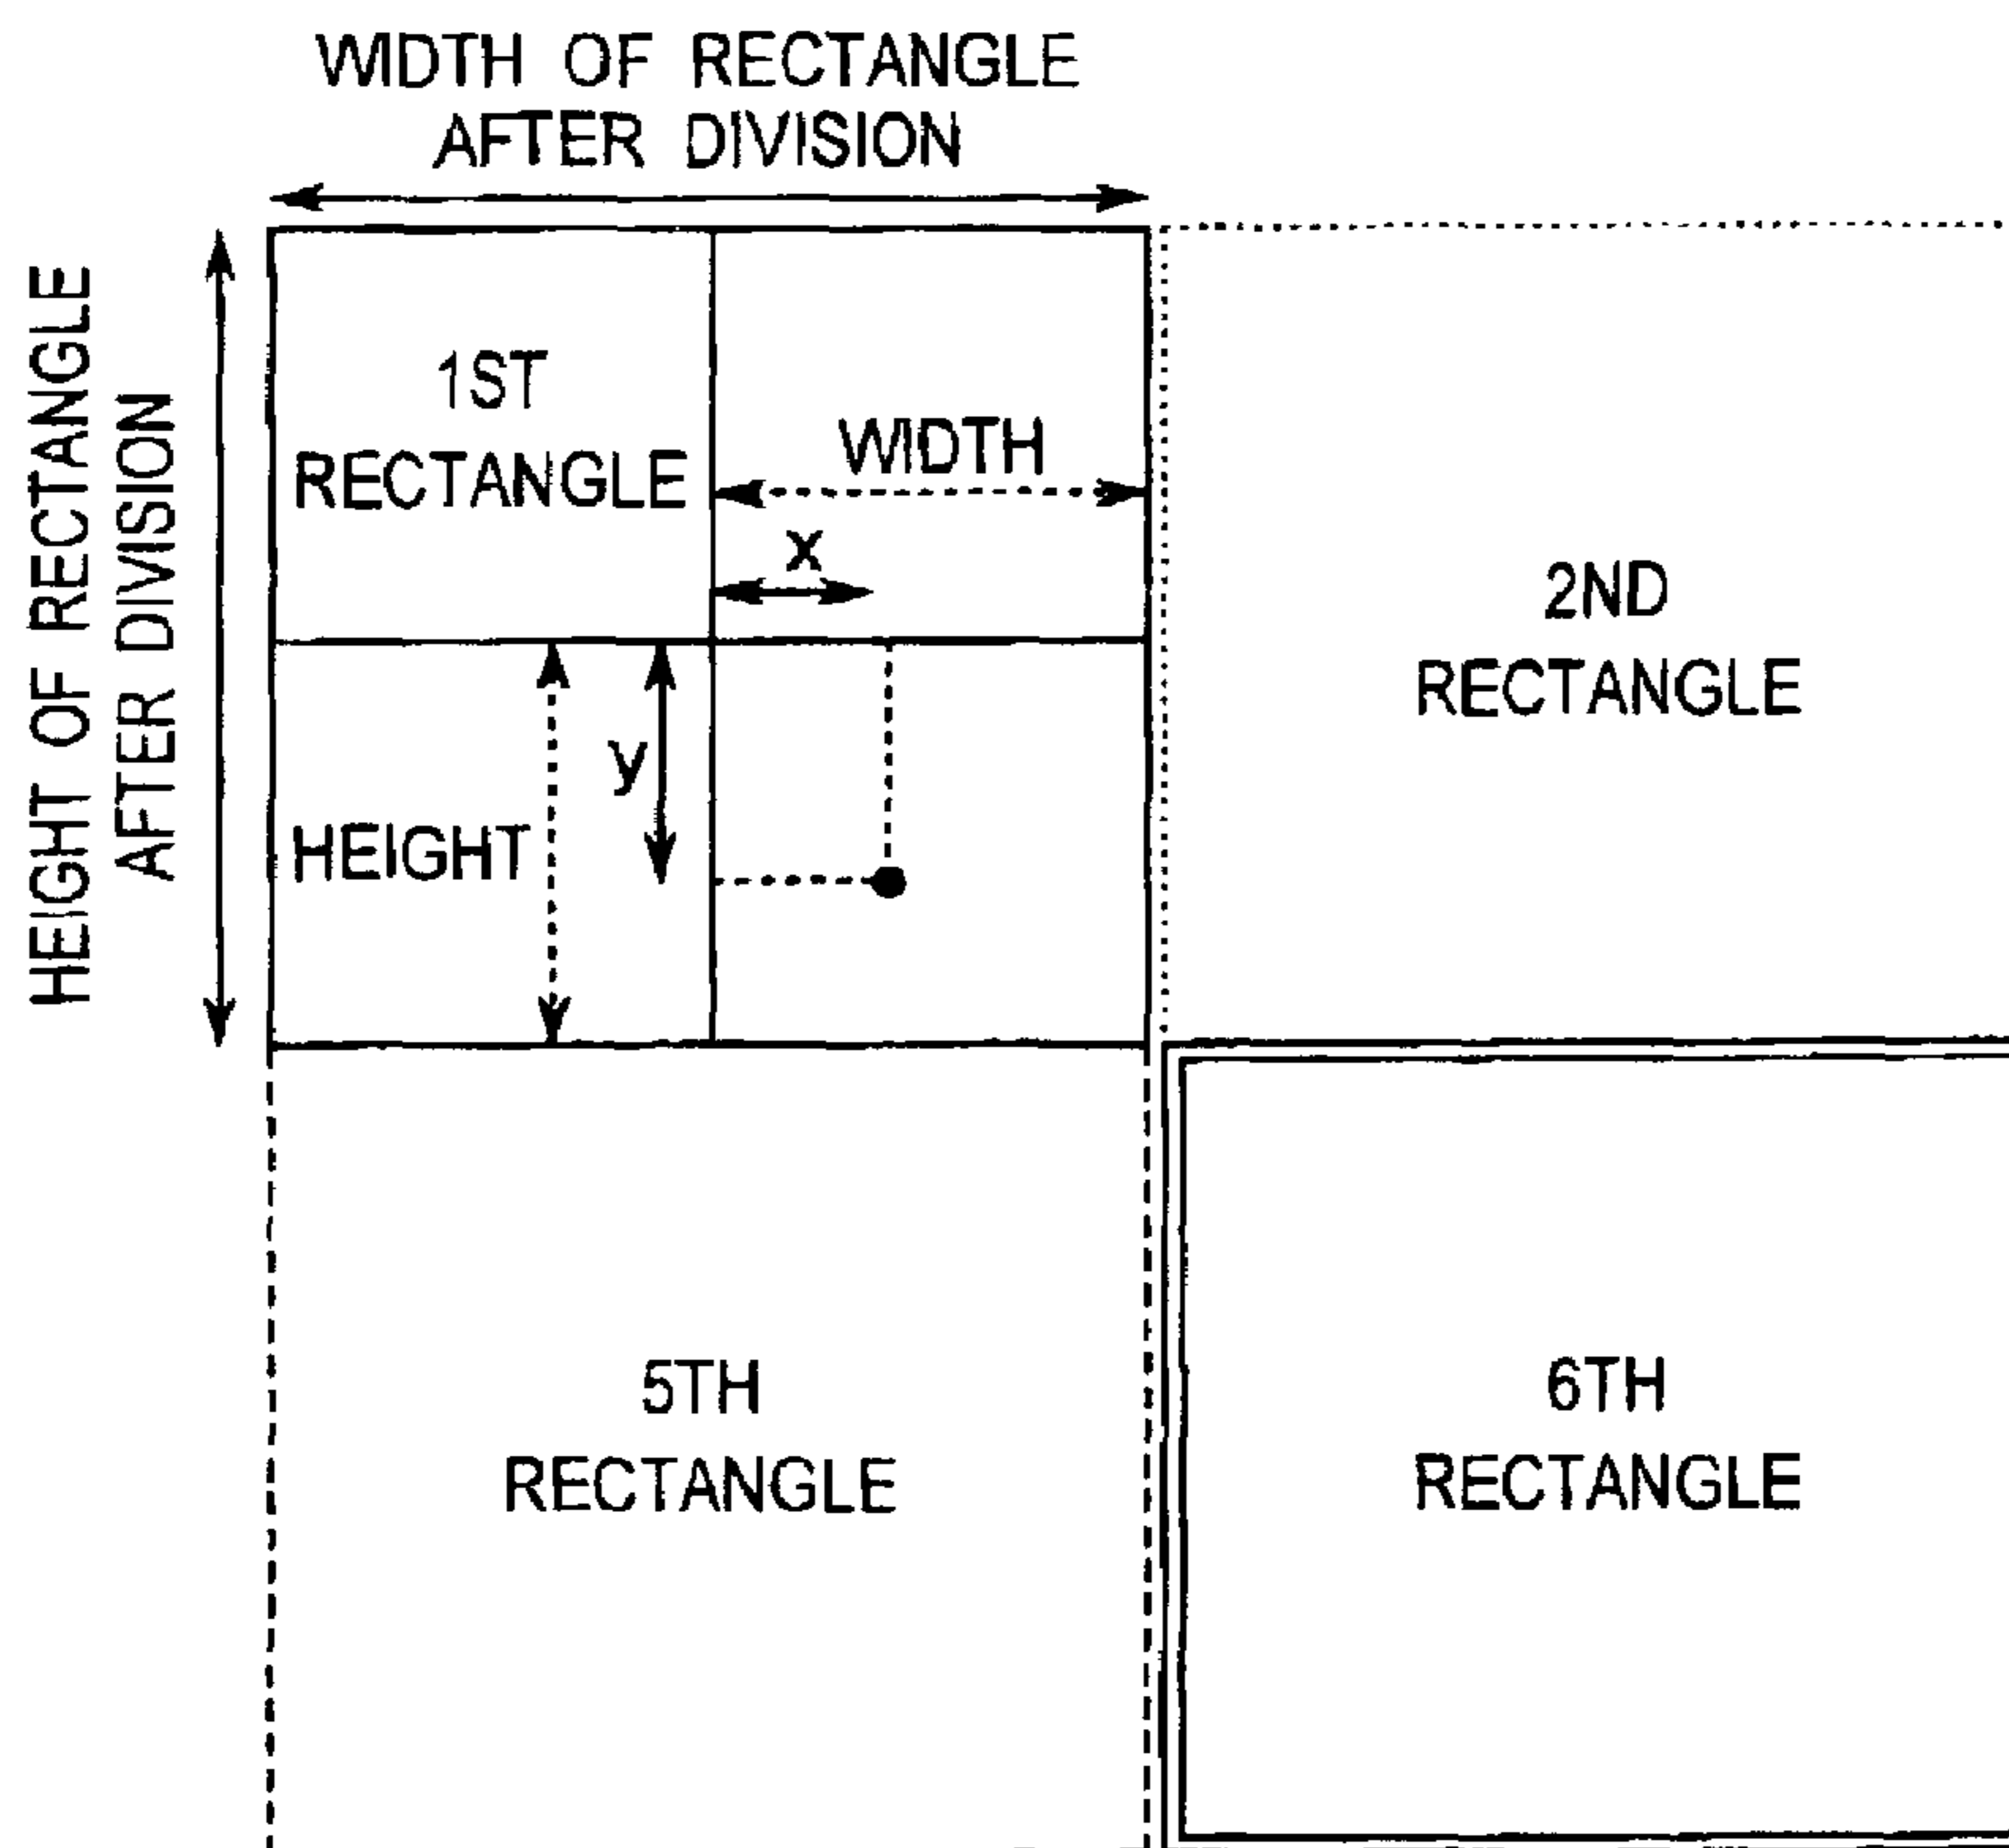 WIDTH OF RECTANGLE
AFTER DIVISION
HEIGHT OF RECTANGLE
AFTER DIVISION
1ST
RECTANGLE
WIDTH
x
y
HEIGHT
2ND
RECTANGLE
5TH
RECTANGLE
6TH
RECTANGLE